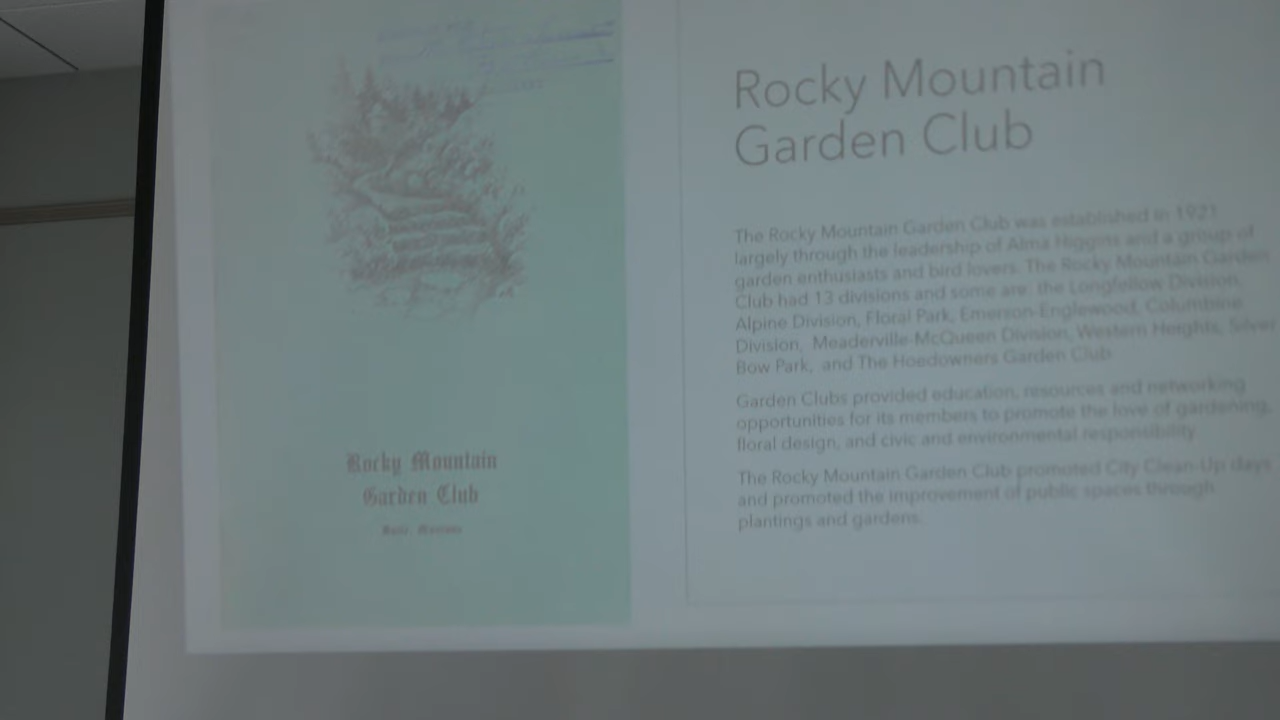 Rocky Mountain
Garden Club
Butte, Montana
Rocky Mountain
Garden Club
The Rocky Mountain Garden Club was established in 1921
largely through the leadership of Alma Higgins and a group of
garden enthusiasts and bird lovers. The Rocky Mountain Garden
Club had 13 divisions and some are: the Longfellow Division,
Alpine Division, Floral Park, Emerson-Englewood, Columbine
Division, Meaderville-McQueen Division, Western Heights, Silver
Bow Park, and The Hoedowners Garden Club.
Garden Clubs provided education, resources and networking
opportunities for its members to promote the love of gardening,
floral design, and civic and environmental responsibility.
The Rocky Mountain Garden Club promoted City Clean-Up days
and promoted the improvement of public spaces through
plantings and gardens.